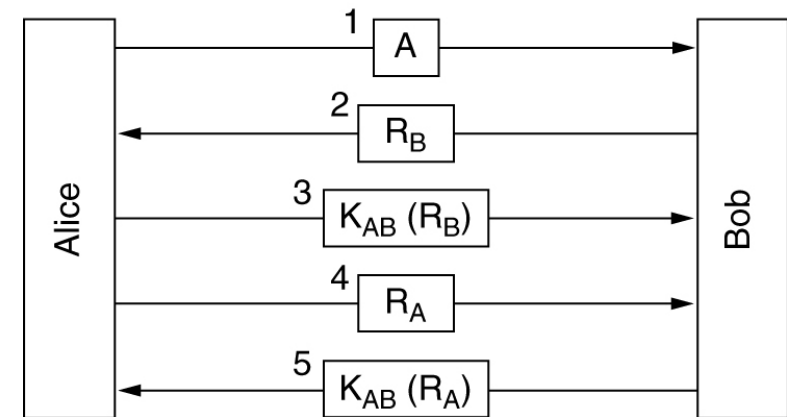 Alice
Bob
1 A
2 R_B
3 K_AB (R_B)
4 R_A
5 K_AB (R_A)